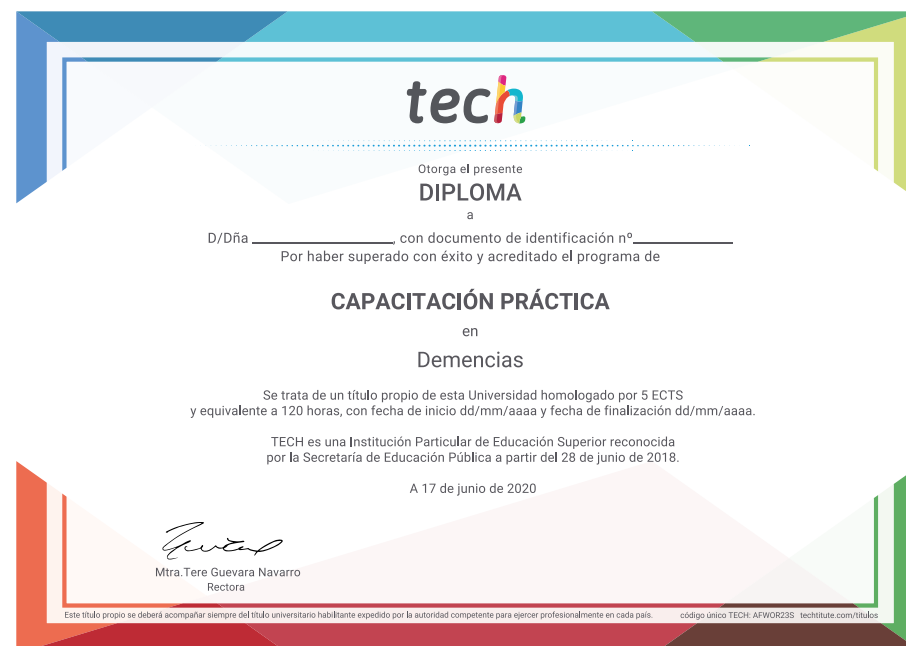 tech
Otorga el presente
DIPLOMA
a
D/Dña ____________________, con documento de identificación nº______________
Por haber superado con éxito y acreditado el programa de
CAPACITACIÓN PRÁCTICA
en
Demencias
Se trata de un título propio de esta Universidad homologado por 5 ECTS
y equivalente a 120 horas, con fecha de inicio dd/mm/aaaa y fecha de finalización dd/mm/aaaa.
TECH es una Institución Particular de Educación Superior reconocida
por la Secretaría de Educación Pública a partir del 28 de junio de 2018.
A 17 de junio de 2020
Mtra.Tere Guevara Navarro
Rectora
Este título propio se deberá acompañar siempre del título universitario habilitante expedido por la autoridad competente para ejercer profesionalmente en cada país. código único TECH: AFWOR23S techtitute.com/titulos